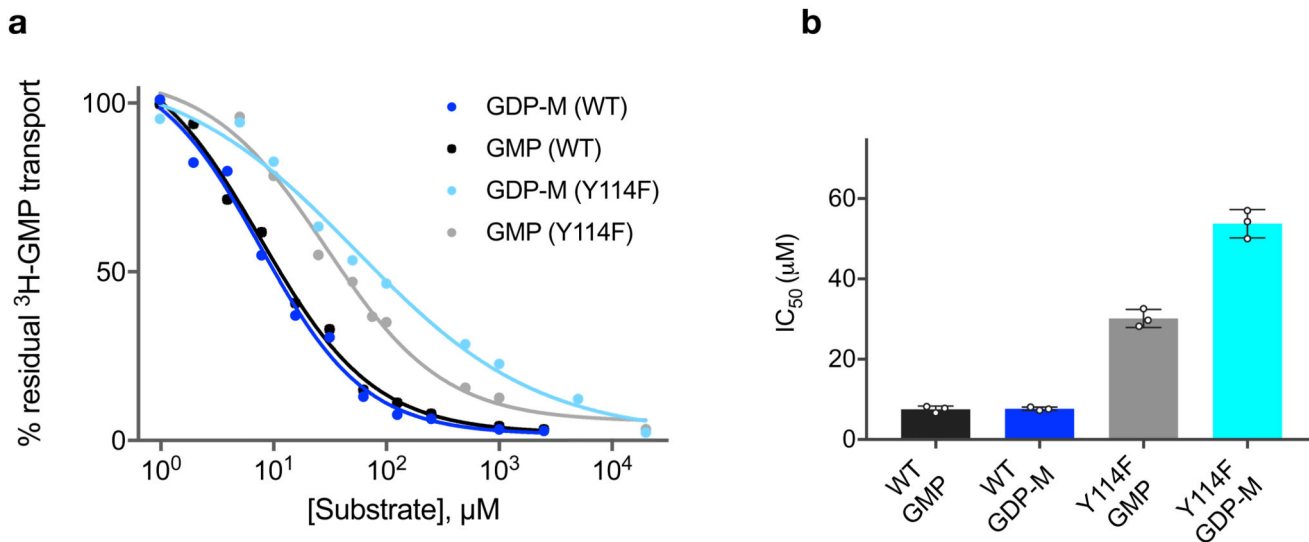 a
% residual ³H-GMP transport
100
50
0
10⁰
10¹
10²
10³
10⁴
[Substrate], µM
GDP-M (WT)
GMP (WT)
GDP-M (Y114F)
GMP (Y114F)
b
IC₅₀ (µM)
60
40
20
0
WT
GMP
WT
GDP-M
Y114F
GMP
Y114F
GDP-M